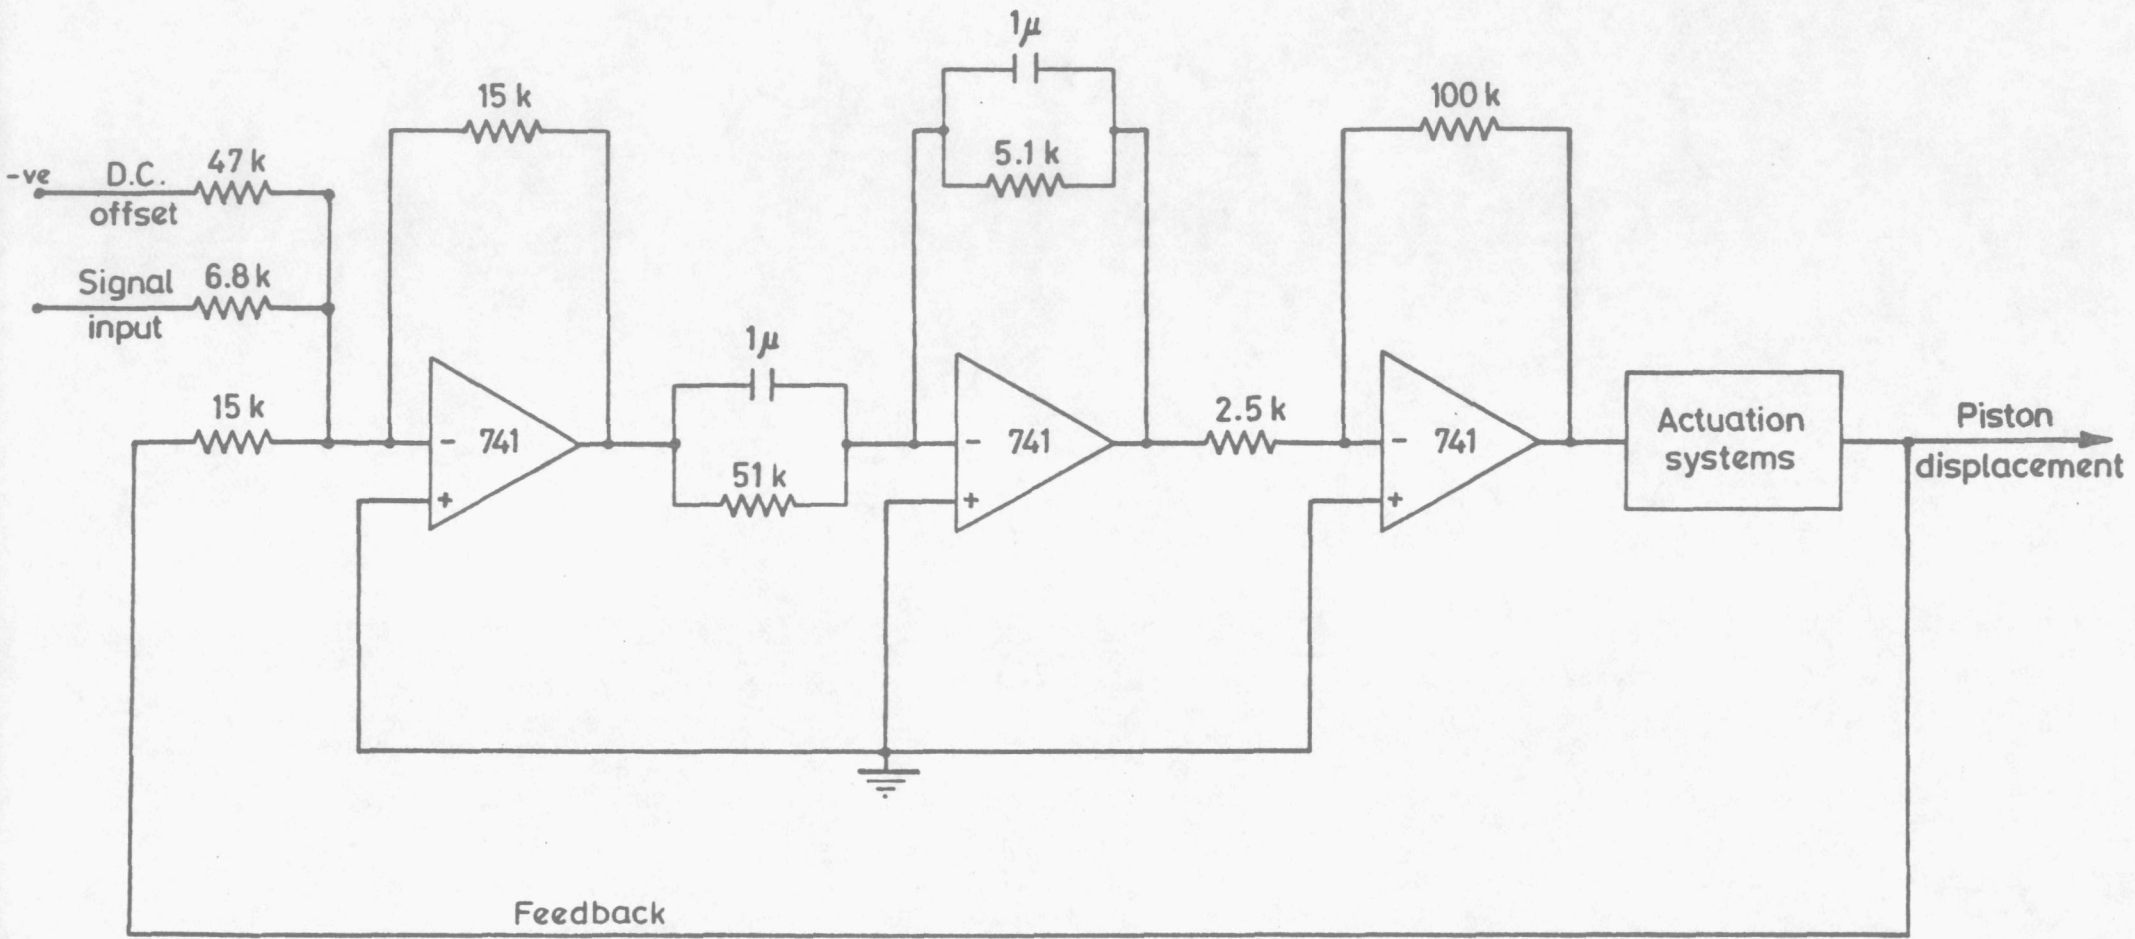 1µ
15 k
100 k
47 k
5.1 k
-ve
D.C.
offset
6.8 k
Signal
input
1µ
15 k
2.5 k
Piston
displacement
-
741
+
51 k
-
741
+
-
741
+
Actuation
systems
Feedback